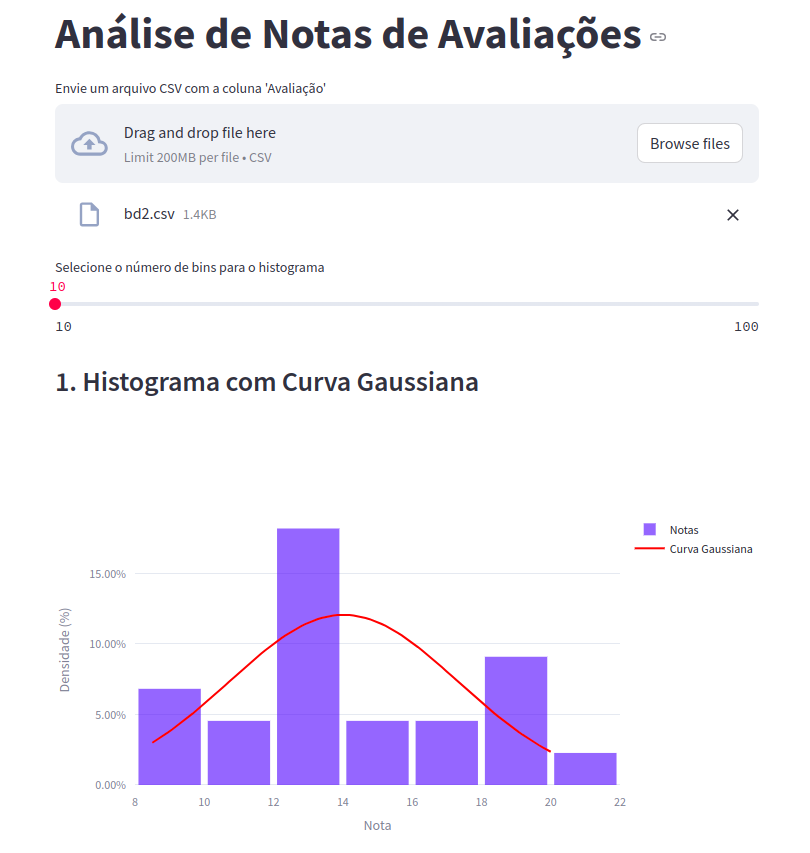 Análise de Notas de Avaliações
Envie um arquivo CSV com a coluna 'Avaliação'
Drag and drop file here
Limit 200MB per file • CSV
Browse files
bd2.csv 1.4KB
Selecione o número de bins para o histograma
10
10 100
1. Histograma com Curva Gaussiana
Notas
Curva Gaussiana
15.00%
10.00%
5.00%
0.00%
Densidade (%)
8 10 12 14 16 18 20 22
Nota